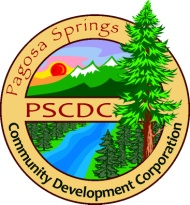 Pagosa Springs
PSCDC
Community Development Corporation